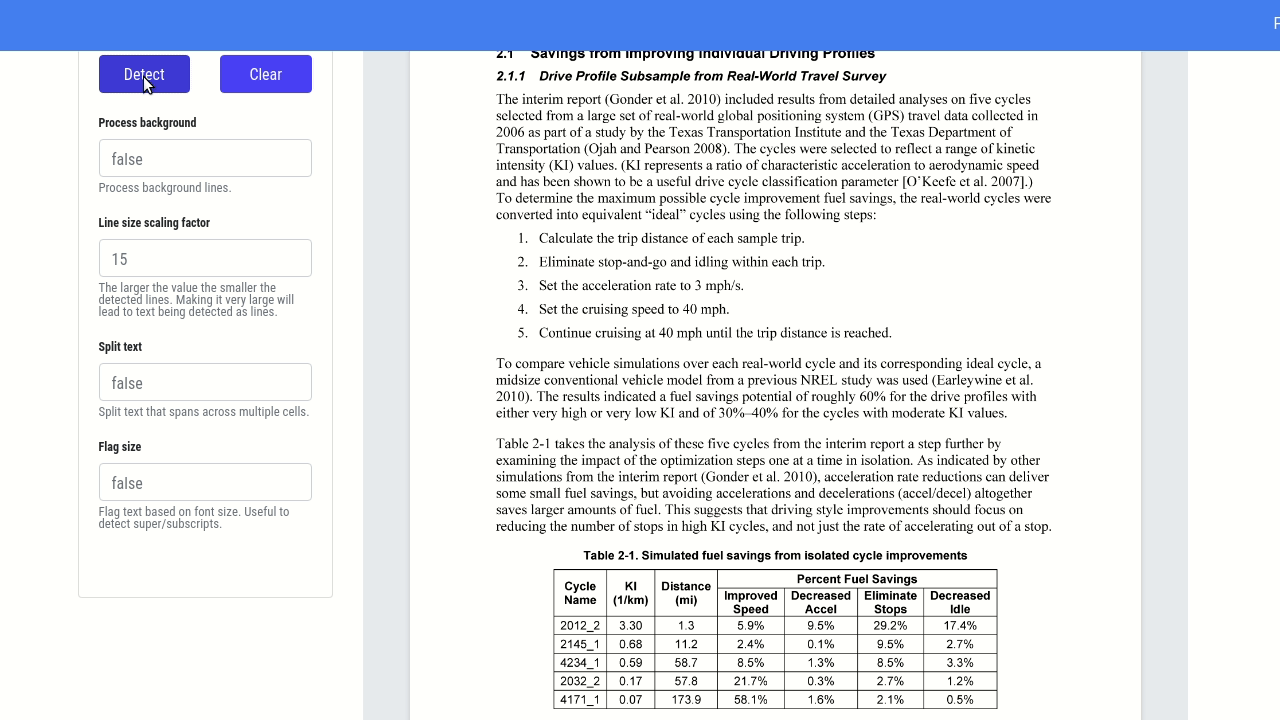 Detect Clear
Process background
false
Process background lines.
Line size scaling factor
15
The larger the value the smaller the
detected lines. Making it very large will
lead to text being detected as lines.
Split text
false
Split text that spans across multiple cells.
Flag size
false
Flag text based on font size. Useful to
detect super/subscripts.
2.1 Savings from Improving Individual Driving Profiles
2.1.1 Drive Profile Subsample from Real-World Travel Survey
The interim report (Gonder et al. 2010) included results from detailed analyses on five cycles
selected from a large set of real-world global positioning system (GPS) travel data collected in
2006 as part of a study by the Texas Transportation Institute and the Texas Department of
Transportation (Ojah and Pearson 2008). The cycles were selected to reflect a range of kinetic
intensity (KI) values. (KI represents a ratio of characteristic acceleration to aerodynamic speed
and has been shown to be a useful drive cycle classification parameter [O’Keefe et al. 2007].)
To determine the maximum possible cycle improvement fuel savings, the real-world cycles were
converted into equivalent “ideal” cycles using the following steps:
1. Calculate the trip distance of each sample trip.
2. Eliminate stop-and-go and idling within each trip.
3. Set the acceleration rate to 3 mph/s.
4. Set the cruising speed to 40 mph.
5. Continue cruising at 40 mph until the trip distance is reached.
To compare vehicle simulations over each real-world cycle and its corresponding ideal cycle, a
midsize conventional vehicle model from a previous NREL study was used (Earleywine et al.
2010). The results indicated a fuel savings potential of roughly 60% for the drive profiles with
either very high or very low KI and of 30%–40% for the cycles with moderate KI values.
Table 2-1 takes the analysis of these five cycles from the interim report a step further by
examining the impact of the optimization steps one at a time in isolation. As indicated by other
simulations from the interim report (Gonder et al. 2010), acceleration rate reductions can deliver
some small fuel savings, but avoiding accelerations and decelerations (accel/decel) altogether
saves larger amounts of fuel. This suggests that driving style improvements should focus on
reducing the number of stops in high KI cycles, and not just the rate of accelerating out of a stop.
Table 2-1. Simulated fuel savings from isolated cycle improvements
Cycle Name KI (1/km) Distance (mi) Percent Fuel Savings
Improved Speed Decreased Accel Eliminate Stops Decreased Idle
2012_2 3.30 1.3 5.9% 9.5% 29.2% 17.4%
2145_1 0.68 11.2 2.4% 0.1% 9.5% 2.7%
4234_1 0.59 58.7 8.5% 1.3% 8.5% 3.3%
2032_2 0.17 57.8 21.7% 0.3% 2.7% 1.2%
4171_1 0.07 173.9 58.1% 1.6% 2.1% 0.5%